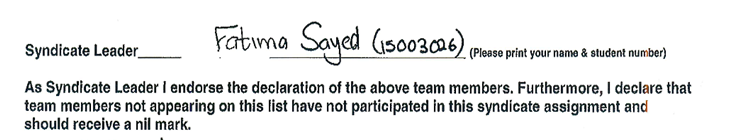 Syndicate Leader______ Fatima Sayed (15003026) (Please print your name & student number)
As Syndicate Leader I endorse the declaration of the above team members. Furthermore, I declare that
team members not appearing on this list have not participated in this syndicate assignment and
should receive a nil mark.